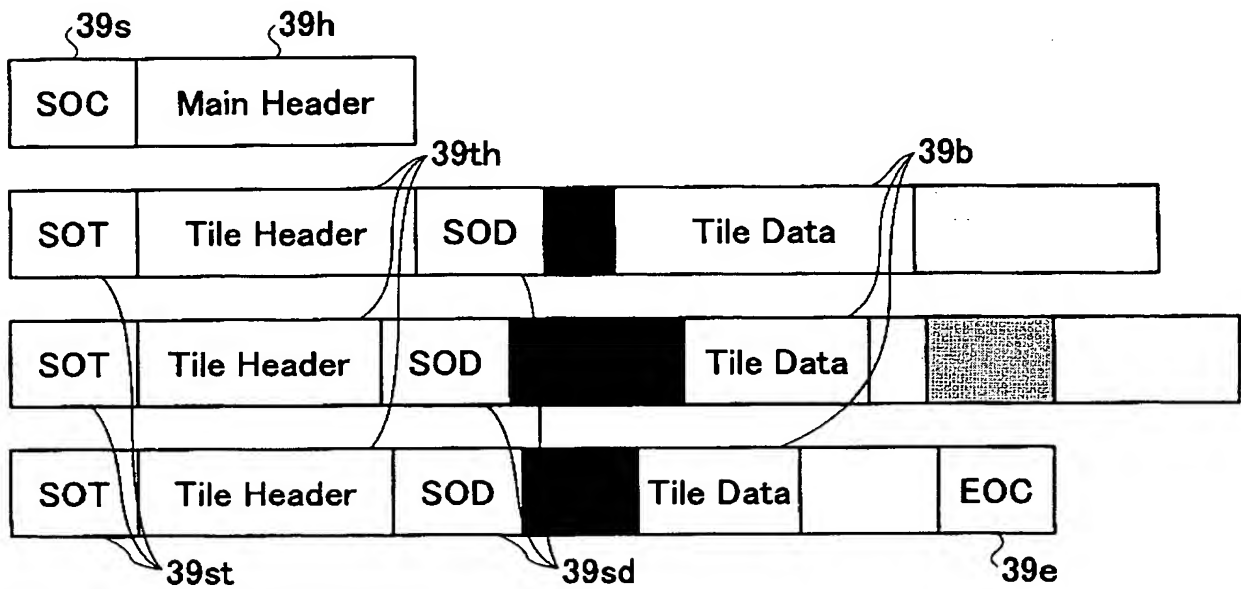 39s 39h
SOC Main Header
39th 39b
SOT Tile Header SOD Tile Data
SOT Tile Header SOD Tile Data
SOT Tile Header SOD Tile Data EOC
39st 39sd 39e